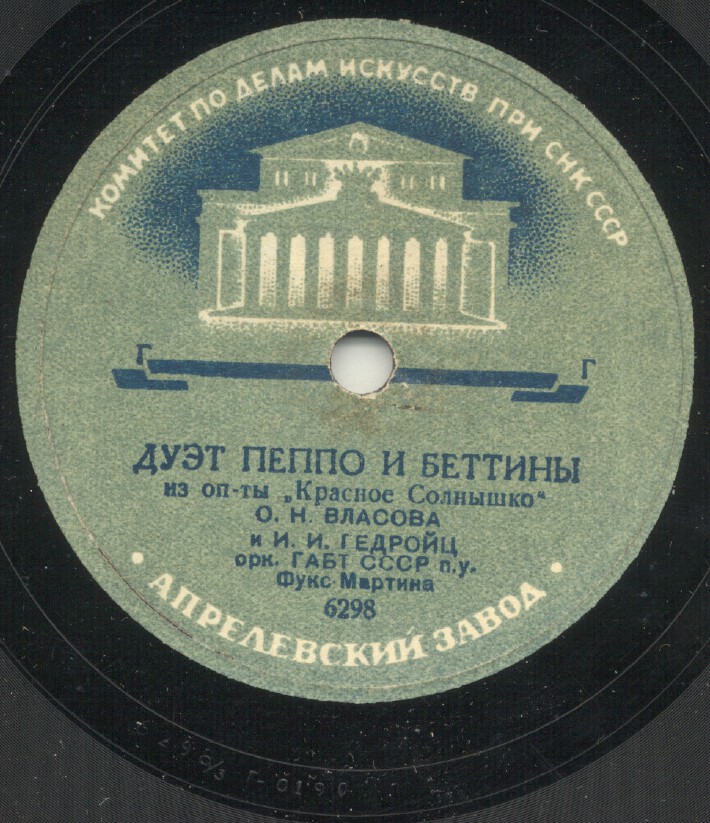 КОМИТЕТ ПО ДЕЛАМ ИСКУССТВ ПРИ СНК СССР
Г Г
ДУЭТ ПЕППО И БЕТТИНЫ
из оп-ты „Красное Солнышко“
О. Н. ВЛАСОВА
и И. И. ГЕДРОЙЦ
орк. ГАБТ СССР п.у.
Фукс Мартина
6298
• АПРЕЛЕВСКИЙ ЗАВОД •